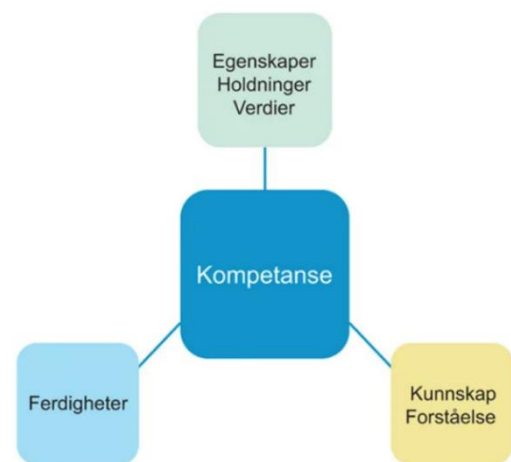 Egenskaper
Holdninger
Verdier
Kompetanse
Ferdigheter
Kunnskap
Forståelse